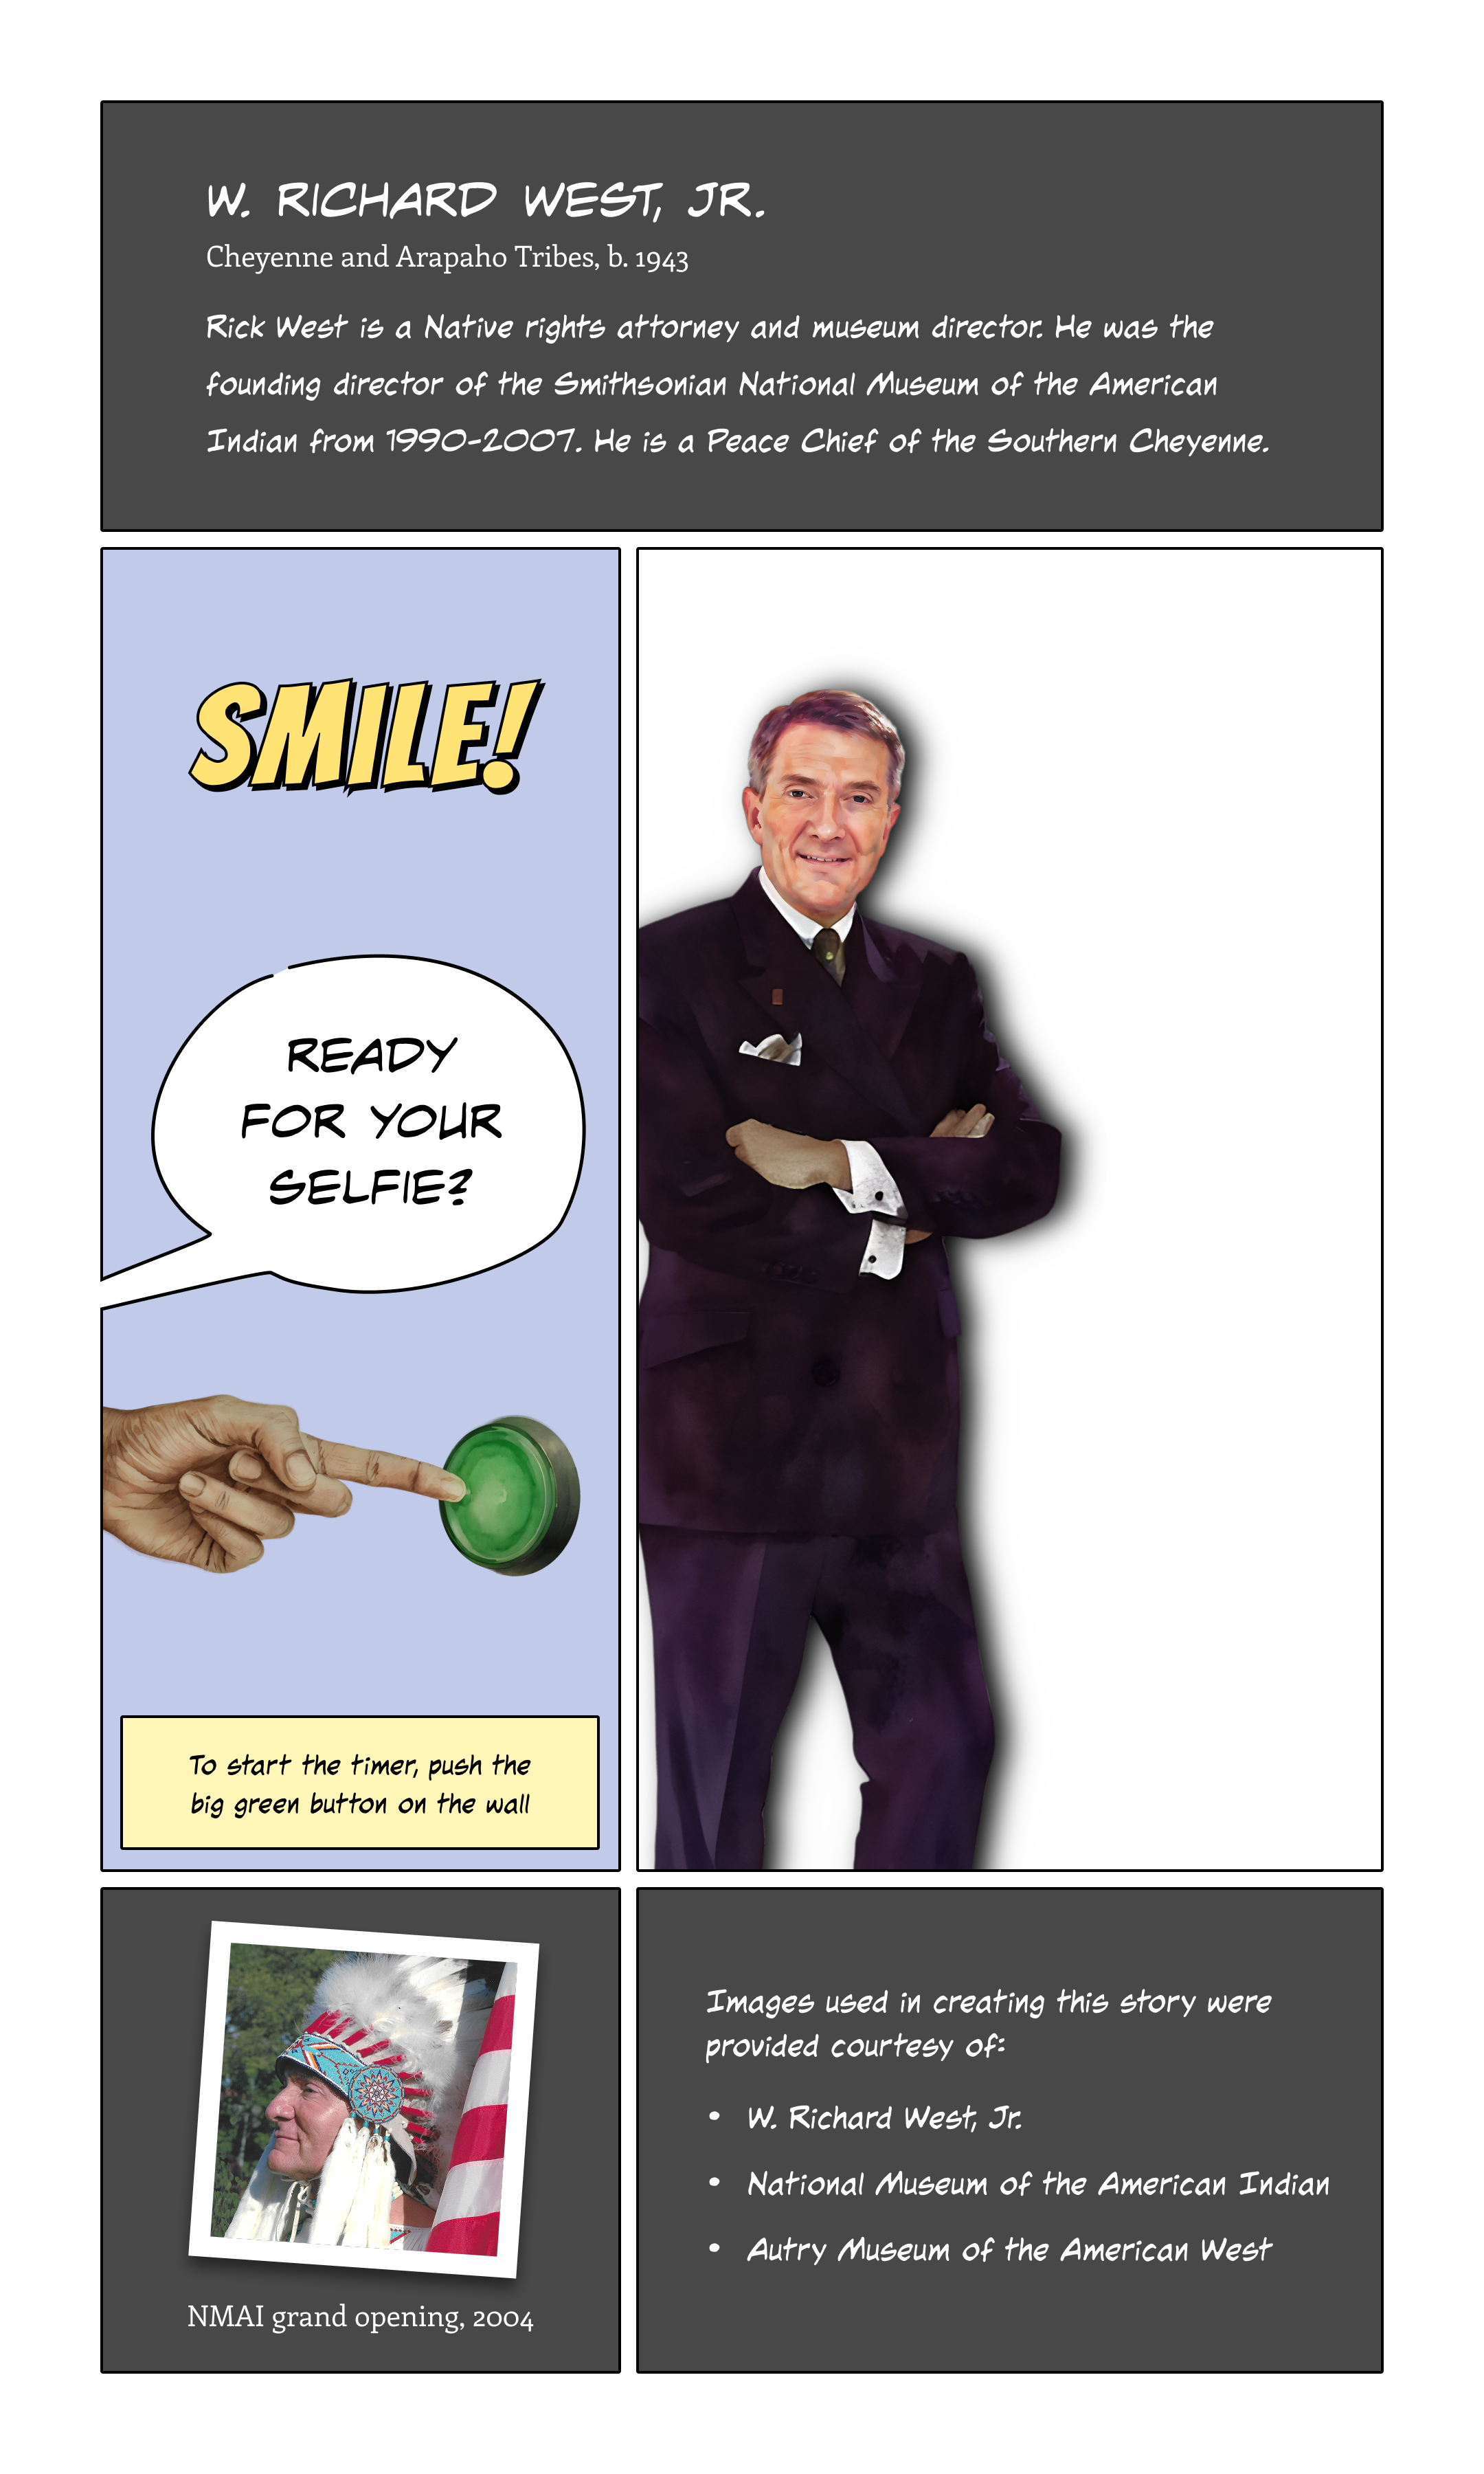 W. RICHARD WEST, JR.
Cheyenne and Arapaho Tribes, b. 1943
Rick West is a Native rights attorney and museum director. He was the
founding director of the Smithsonian National Museum of the American
Indian from 1990-2007. He is a Peace Chief of the Southern Cheyenne.
SMILE!
READY
FOR YOUR
SELFIE?
To start the timer, push the
big green button on the wall
NMAI grand opening, 2004
Images used in creating this story were
provided courtesy of:
• W. Richard West, Jr.
• National Museum of the American Indian
• Autry Museum of the American West